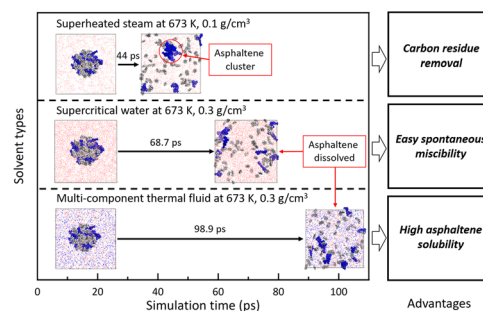 Superheated steam at 673 K, 0.1 g/cm³
44 ps
Asphaltene
cluster
Carbon residue
removal
Supercritical water at 673 K, 0.3 g/cm³
68.7 ps
Asphaltene
dissolved
Easy spontaneous
miscibility
Multi-component thermal fluid at 673 K, 0.3 g/cm³
98.9 ps
High asphaltene
solubility
Solvent types
0 20 40 60 80 100
Simulation time (ps)
Advantages